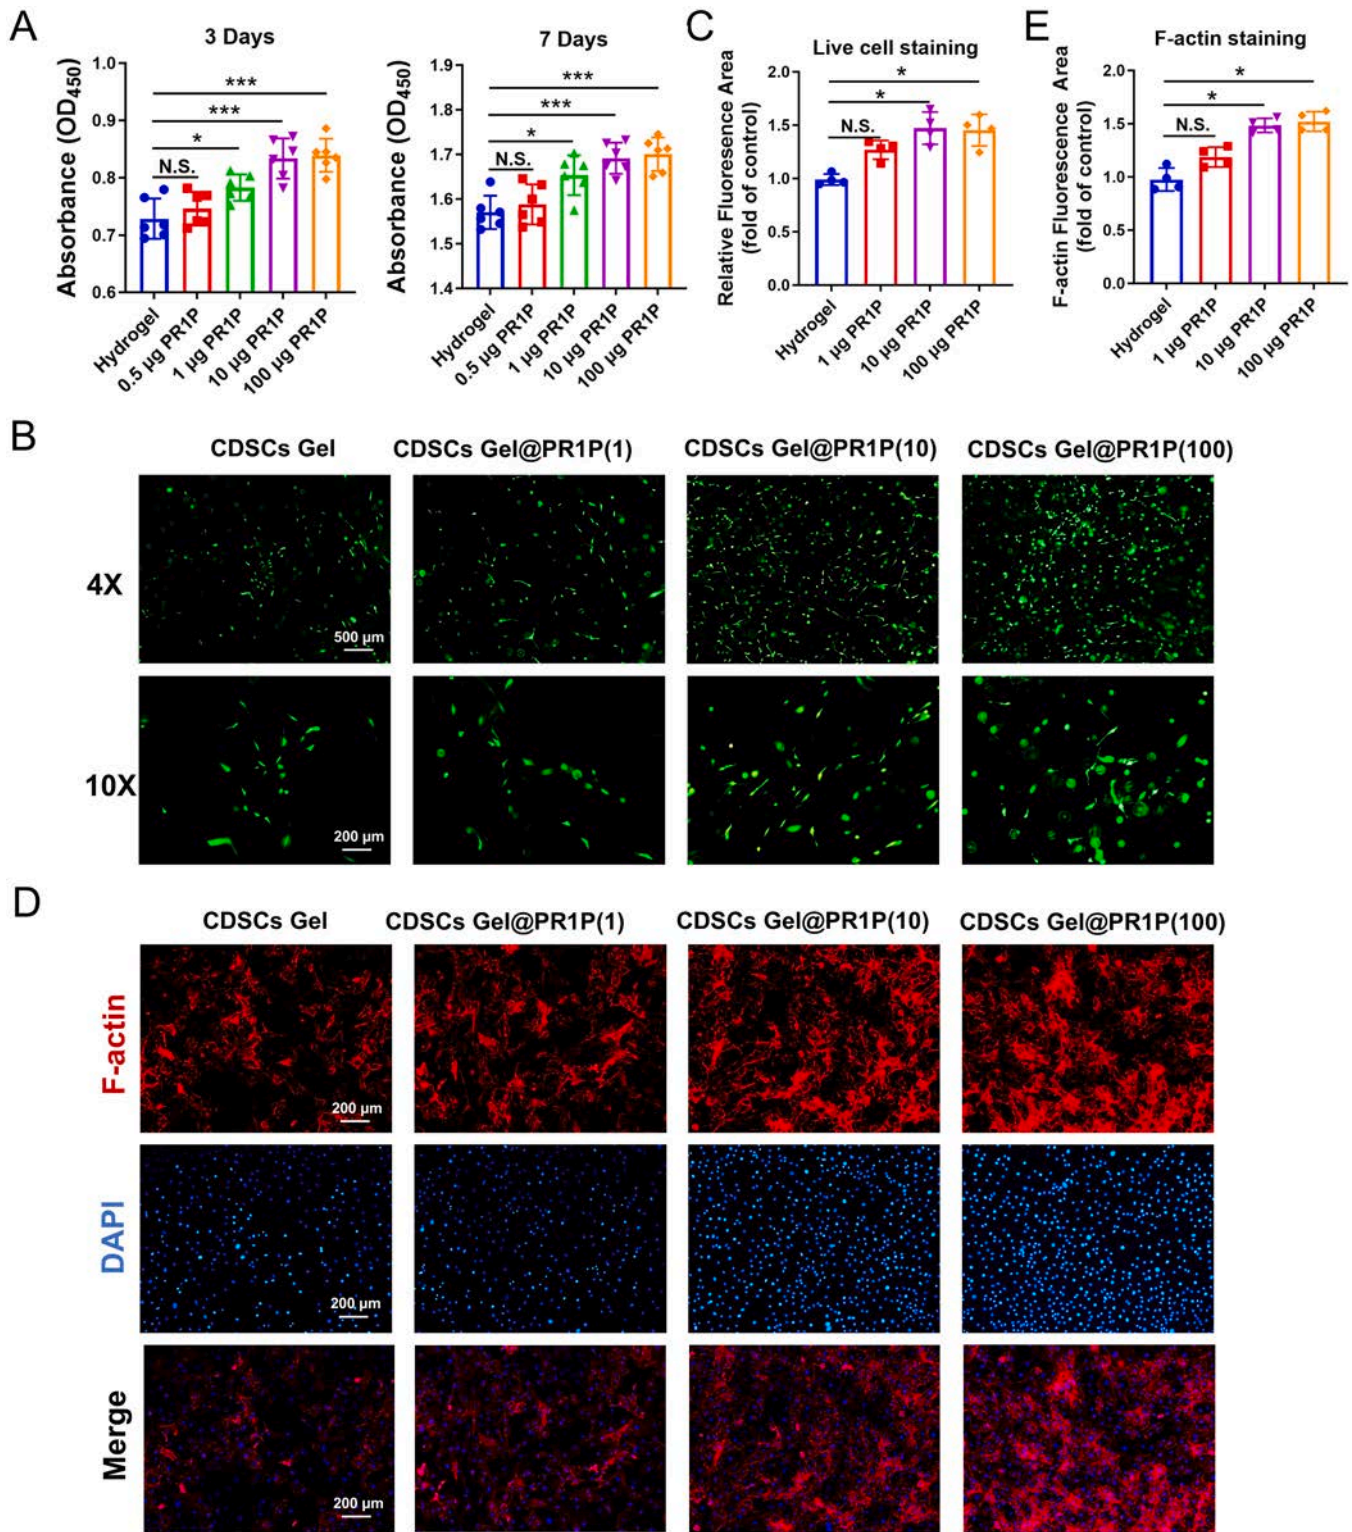 A
3 Days
Absorbance (OD450)
1.0
0.9
0.8
0.7
0.6
***
***
*
N.S.
Hydrogel
0.5 µg PR1P
1 µg PR1P
10 µg PR1P
100 µg PR1P
7 Days
Absorbance (OD450)
1.9
1.8
1.7
1.6
1.5
1.4
***
***
*
N.S.
Hydrogel
0.5 µg PR1P
1 µg PR1P
10 µg PR1P
100 µg PR1P
C
Live cell staining
Relative Fluoresence Area
(fold of control)
2.0
1.5
1.0
0.5
0.0
*
*
N.S.
Hydrogel
1 µg PR1P
10 µg PR1P
100 µg PR1P
E
F-actin staining
F-actin Fluoresence Area
(fold of control)
2.0
1.5
1.0
0.5
0.0
*
*
N.S.
Hydrogel
1 µg PR1P
10 µg PR1P
100 µg PR1P
B
CDSCs Gel
CDSCs Gel@PR1P(1)
CDSCs Gel@PR1P(10)
CDSCs Gel@PR1P(100)
4X
500 µm
10X
200 µm
D
CDSCs Gel
CDSCs Gel@PR1P(1)
CDSCs Gel@PR1P(10)
CDSCs Gel@PR1P(100)
F-actin
200 µm
DAPI
200 µm
Merge
200 µm